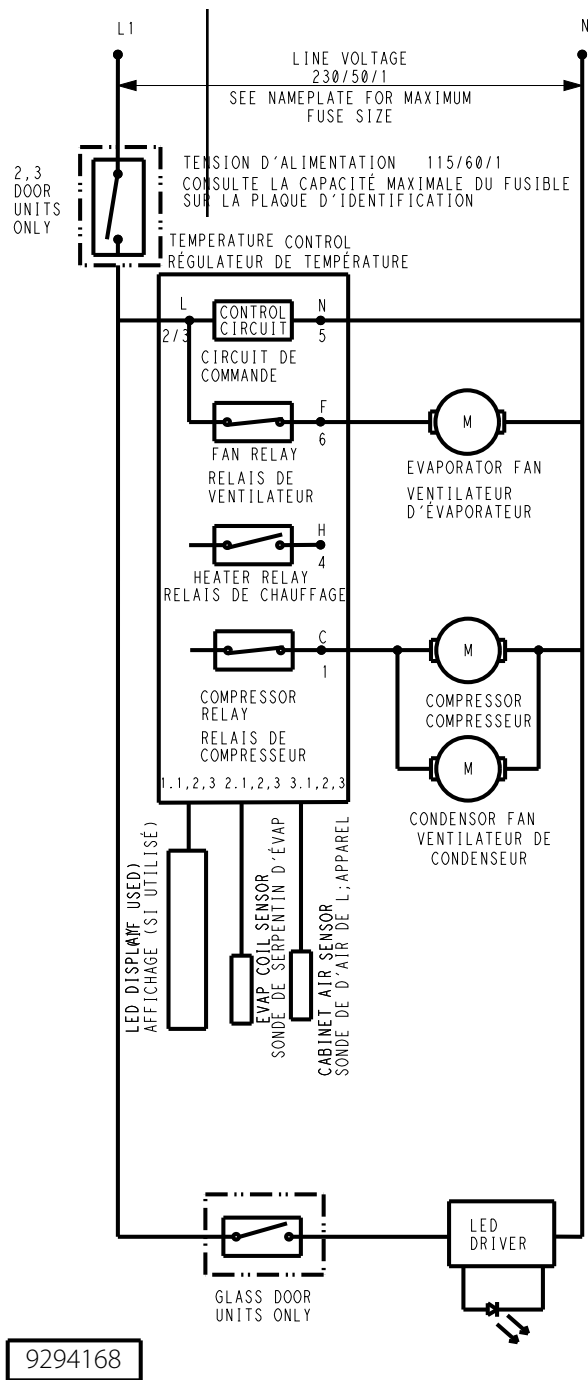 L1
N
LINE VOLTAGE
230/50/1
SEE NAMEPLATE FOR MAXIMUM
FUSE SIZE
2,3
DOOR
UNITS
ONLY
TENSION D'ALIMENTATION 115/60/1
CONSULTE LA CAPACITÉ MAXIMALE DU FUSIBLE
SUR LA PLAQUE D'IDENTIFICATION
TEMPERATURE CONTROL
RÉGULATEUR DE TEMPÉRATURE
L
2/3
CONTROL
CIRCUIT
N
5
CIRCUIT DE
COMMANDE
F
6
FAN RELAY
RELAIS DE
VENTILATEUR
M
EVAPORATOR FAN
VENTILATEUR
D'ÉVAPORATEUR
H
4
HEATER RELAY
RELAIS DE CHAUFFAGE
C
1
COMPRESSOR
RELAY
RELAIS DE
COMPRESSEUR
M
COMPRESSOR
COMPRESSEUR
M
CONDENSOR FAN
VENTILATEUR DE
CONDENSEUR
1.1,2,3 2.1,2,3 3.1,2,3
LED DISPLAY (IF USED)
AFFICHAGE (SI UTILISÉ)
EVAP COIL SENSOR
SONDE DE SERPENTIN D'ÉVAP
CABINET AIR SENSOR
SONDE DE D'AIR DE L;APPAREL
GLASS DOOR
UNITS ONLY
LED
DRIVER
9294168